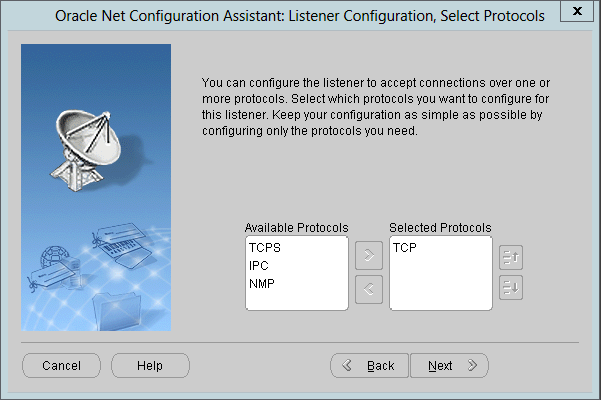 Oracle Net Configuration Assistant: Listener Configuration, Select Protocols
x
You can configure the listener to accept connections over one or
more protocols. Select which protocols you want to configure for
this listener. Keep your configuration as simple as possible by
configuring only the protocols you need.
Available Protocols
TCPS
IPC
NMP
Selected Protocols
TCP
Cancel
Help
Back
Next